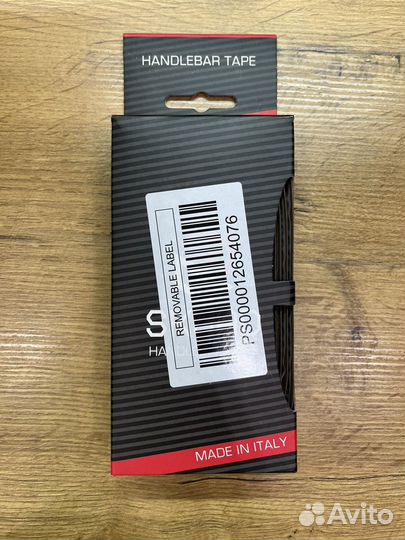 HANDLEBAR TAPE
REMOVABLE LABEL
PS000012654076
MADE IN ITALY
Avito